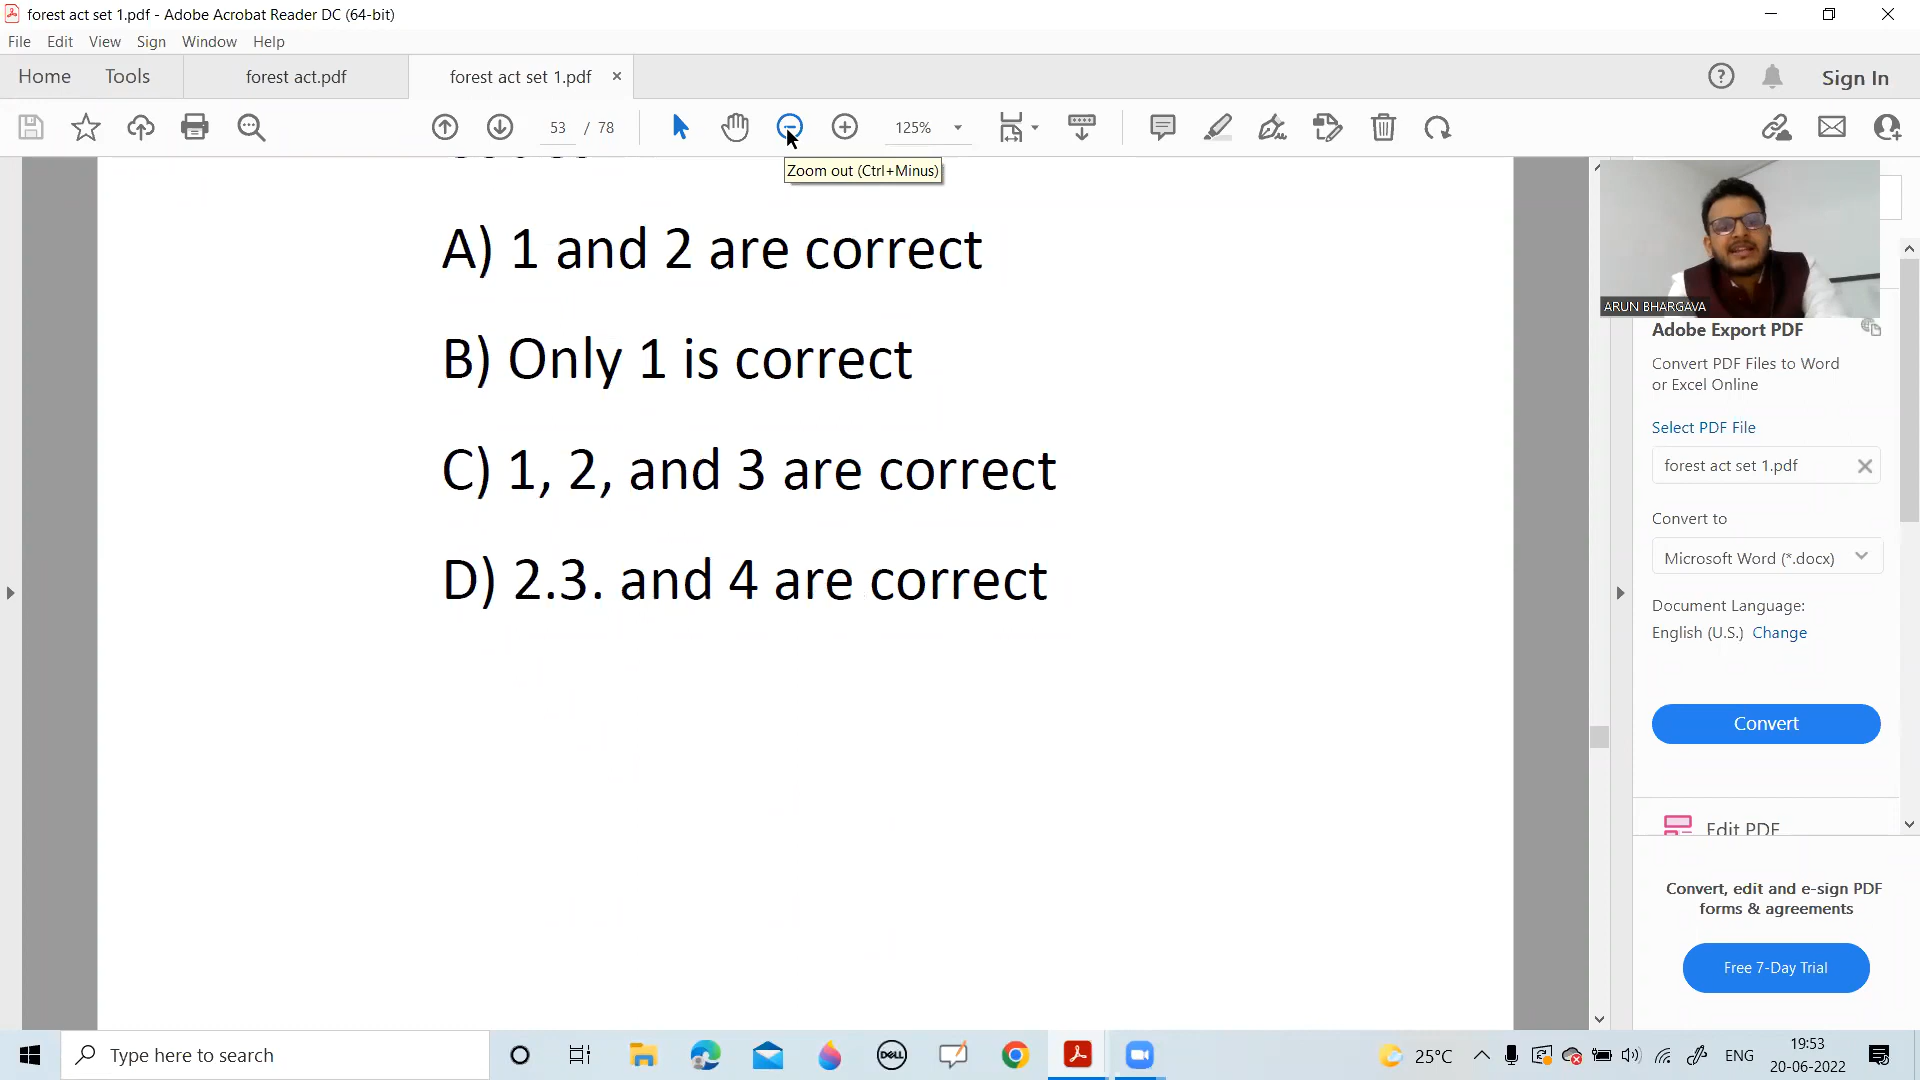 forest act set 1.pdf - Adobe Acrobat Reader DC (64-bit)
File Edit View Sign Window Help
Home Tools forest act.pdf forest act set 1.pdf Sign In
53 / 78 125%
Zoom out (Ctrl+Minus)
A) 1 and 2 are correct
B) Only 1 is correct
C) 1, 2, and 3 are correct
D) 2.3. and 4 are correct
ARUN BHARGAVA
Adobe Export PDF
Convert PDF Files to Word
or Excel Online
Select PDF File
forest act set 1.pdf
Convert to
Microsoft Word (*.docx)
Document Language:
English (U.S.) Change
Convert
Edit PDF
Convert, edit and e-sign PDF
forms & agreements
Free 7-Day Trial
Type here to search
DELL
25°C
ENG
19:53
20-06-2022